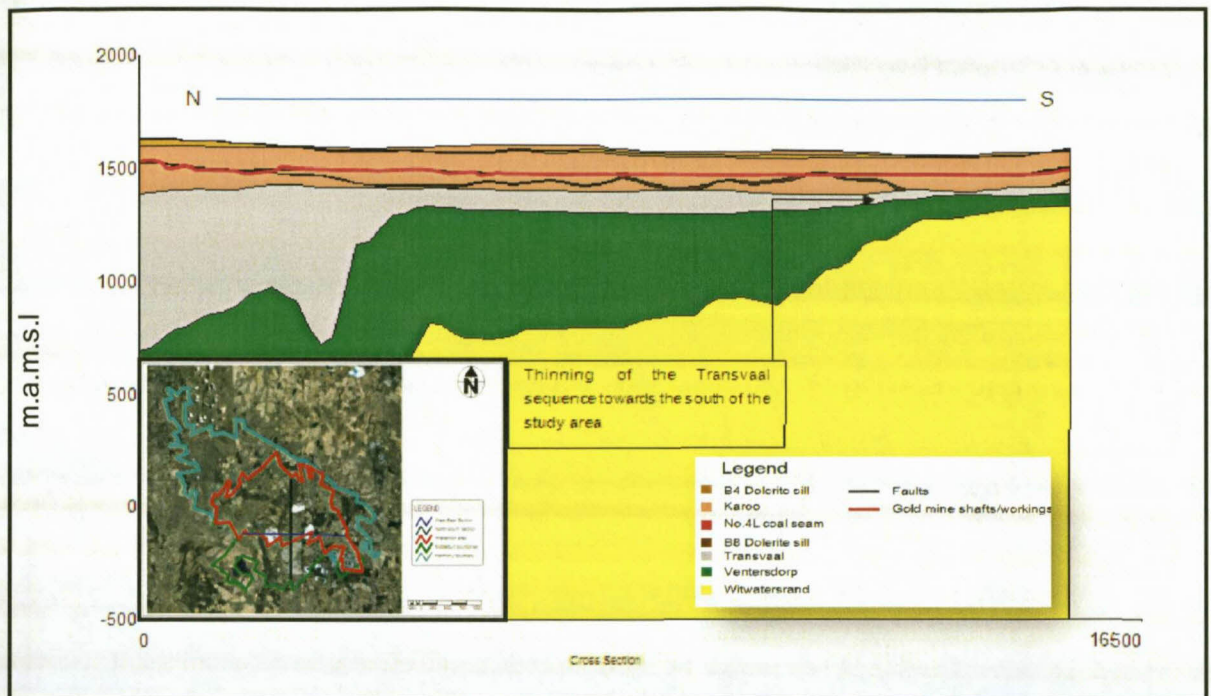 2000
N
S
1500
1000
m.a.m.s.l
500
Thinning of the Transvaal
sequence towards the south of the
study area
N
LEGEND
Legend
B4 Dolerite sill
Karoo
No.4L coal seam
B8 Dolerite sill
Transvaal
Ventersdorp
Witwatersrand
Faults
Gold mine shafts/workings
0
-500
0
16500
Cross Section